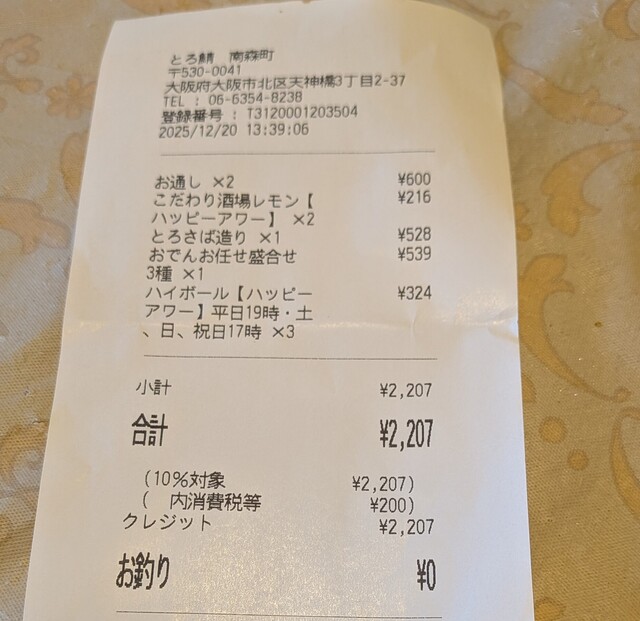 とろ鯖 南森町
〒530-0041
大阪府大阪市北区天神橋3丁目2-37
TEL : 06-6354-8238
登録番号 : T3120001203504
2025/12/20 13:39:06
お通し ×2 ¥600
こだわり酒場レモン【 ¥216
ハッピーアワー】 ×2
とろさば造り ×1 ¥528
おでんお任せ盛合せ ¥539
3種 ×1
ハイボール【ハッピー ¥324
アワー】平日19時・土
、日、祝日17時 ×3
小計 ¥2,207
合計 ¥2,207
(10%対象 ¥2,207)
( 内消費税等 ¥200)
クレジット ¥2,207
お釣り ¥0